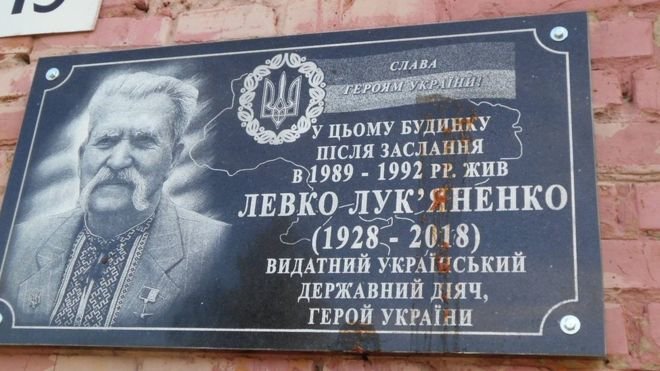 СЛАВА
ГЕРОЯМ УКРАЇНИ!
У ЦЬОМУ БУДИНКУ
ПІСЛЯ ЗАСЛАННЯ
В 1989 - 1992 РР. ЖИВ
ЛЕВКО ЛУК’ЯНЕНКО
(1928 - 2018)
ВИДАТНИЙ УКРАЇНСЬКИЙ
ДЕРЖАВНИЙ ДІЯЧ,
ГЕРОЙ УКРАЇНИ